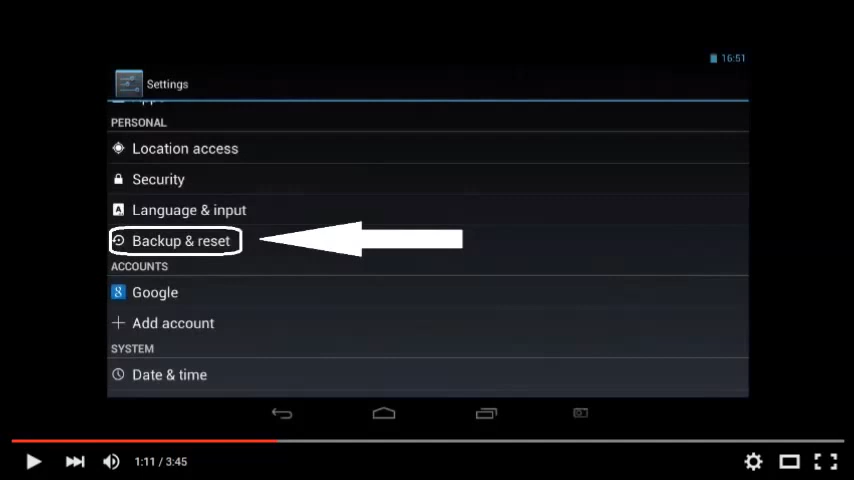 16:51
Settings
PERSONAL
Location access
Security
Language & input
Backup & reset
ACCOUNTS
Google
Add account
SYSTEM
Date & time
1:11 / 3:45